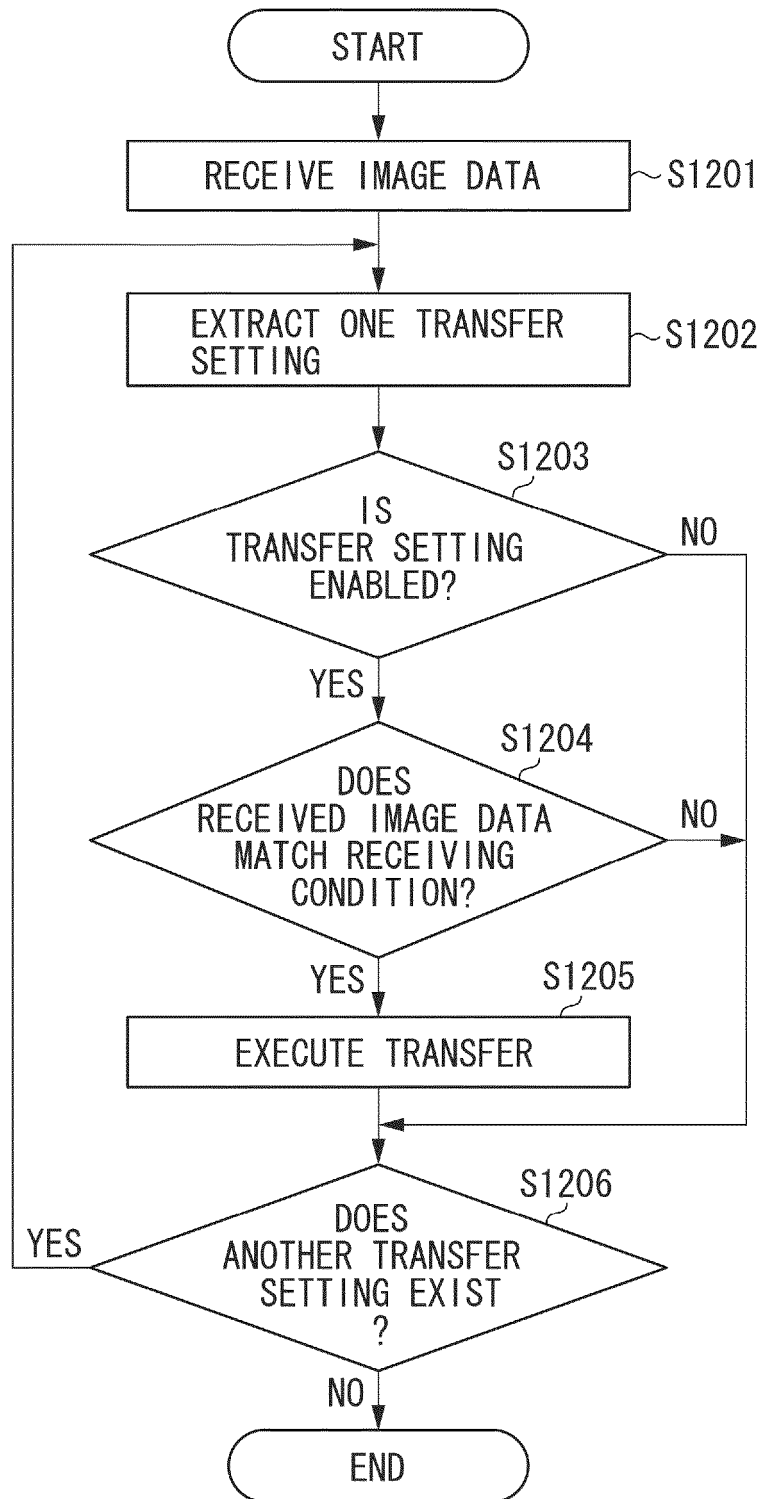 START
RECEIVE IMAGE DATA
S1201
EXTRACT ONE TRANSFER
SETTING
S1202
S1203
IS
TRANSFER SETTING
ENABLED?
NO
YES
S1204
DOES
RECEIVED IMAGE DATA
MATCH RECEIVING
CONDITION?
NO
YES
S1205
EXECUTE TRANSFER
S1206
DOES
ANOTHER TRANSFER
SETTING EXIST
?
YES
NO
END